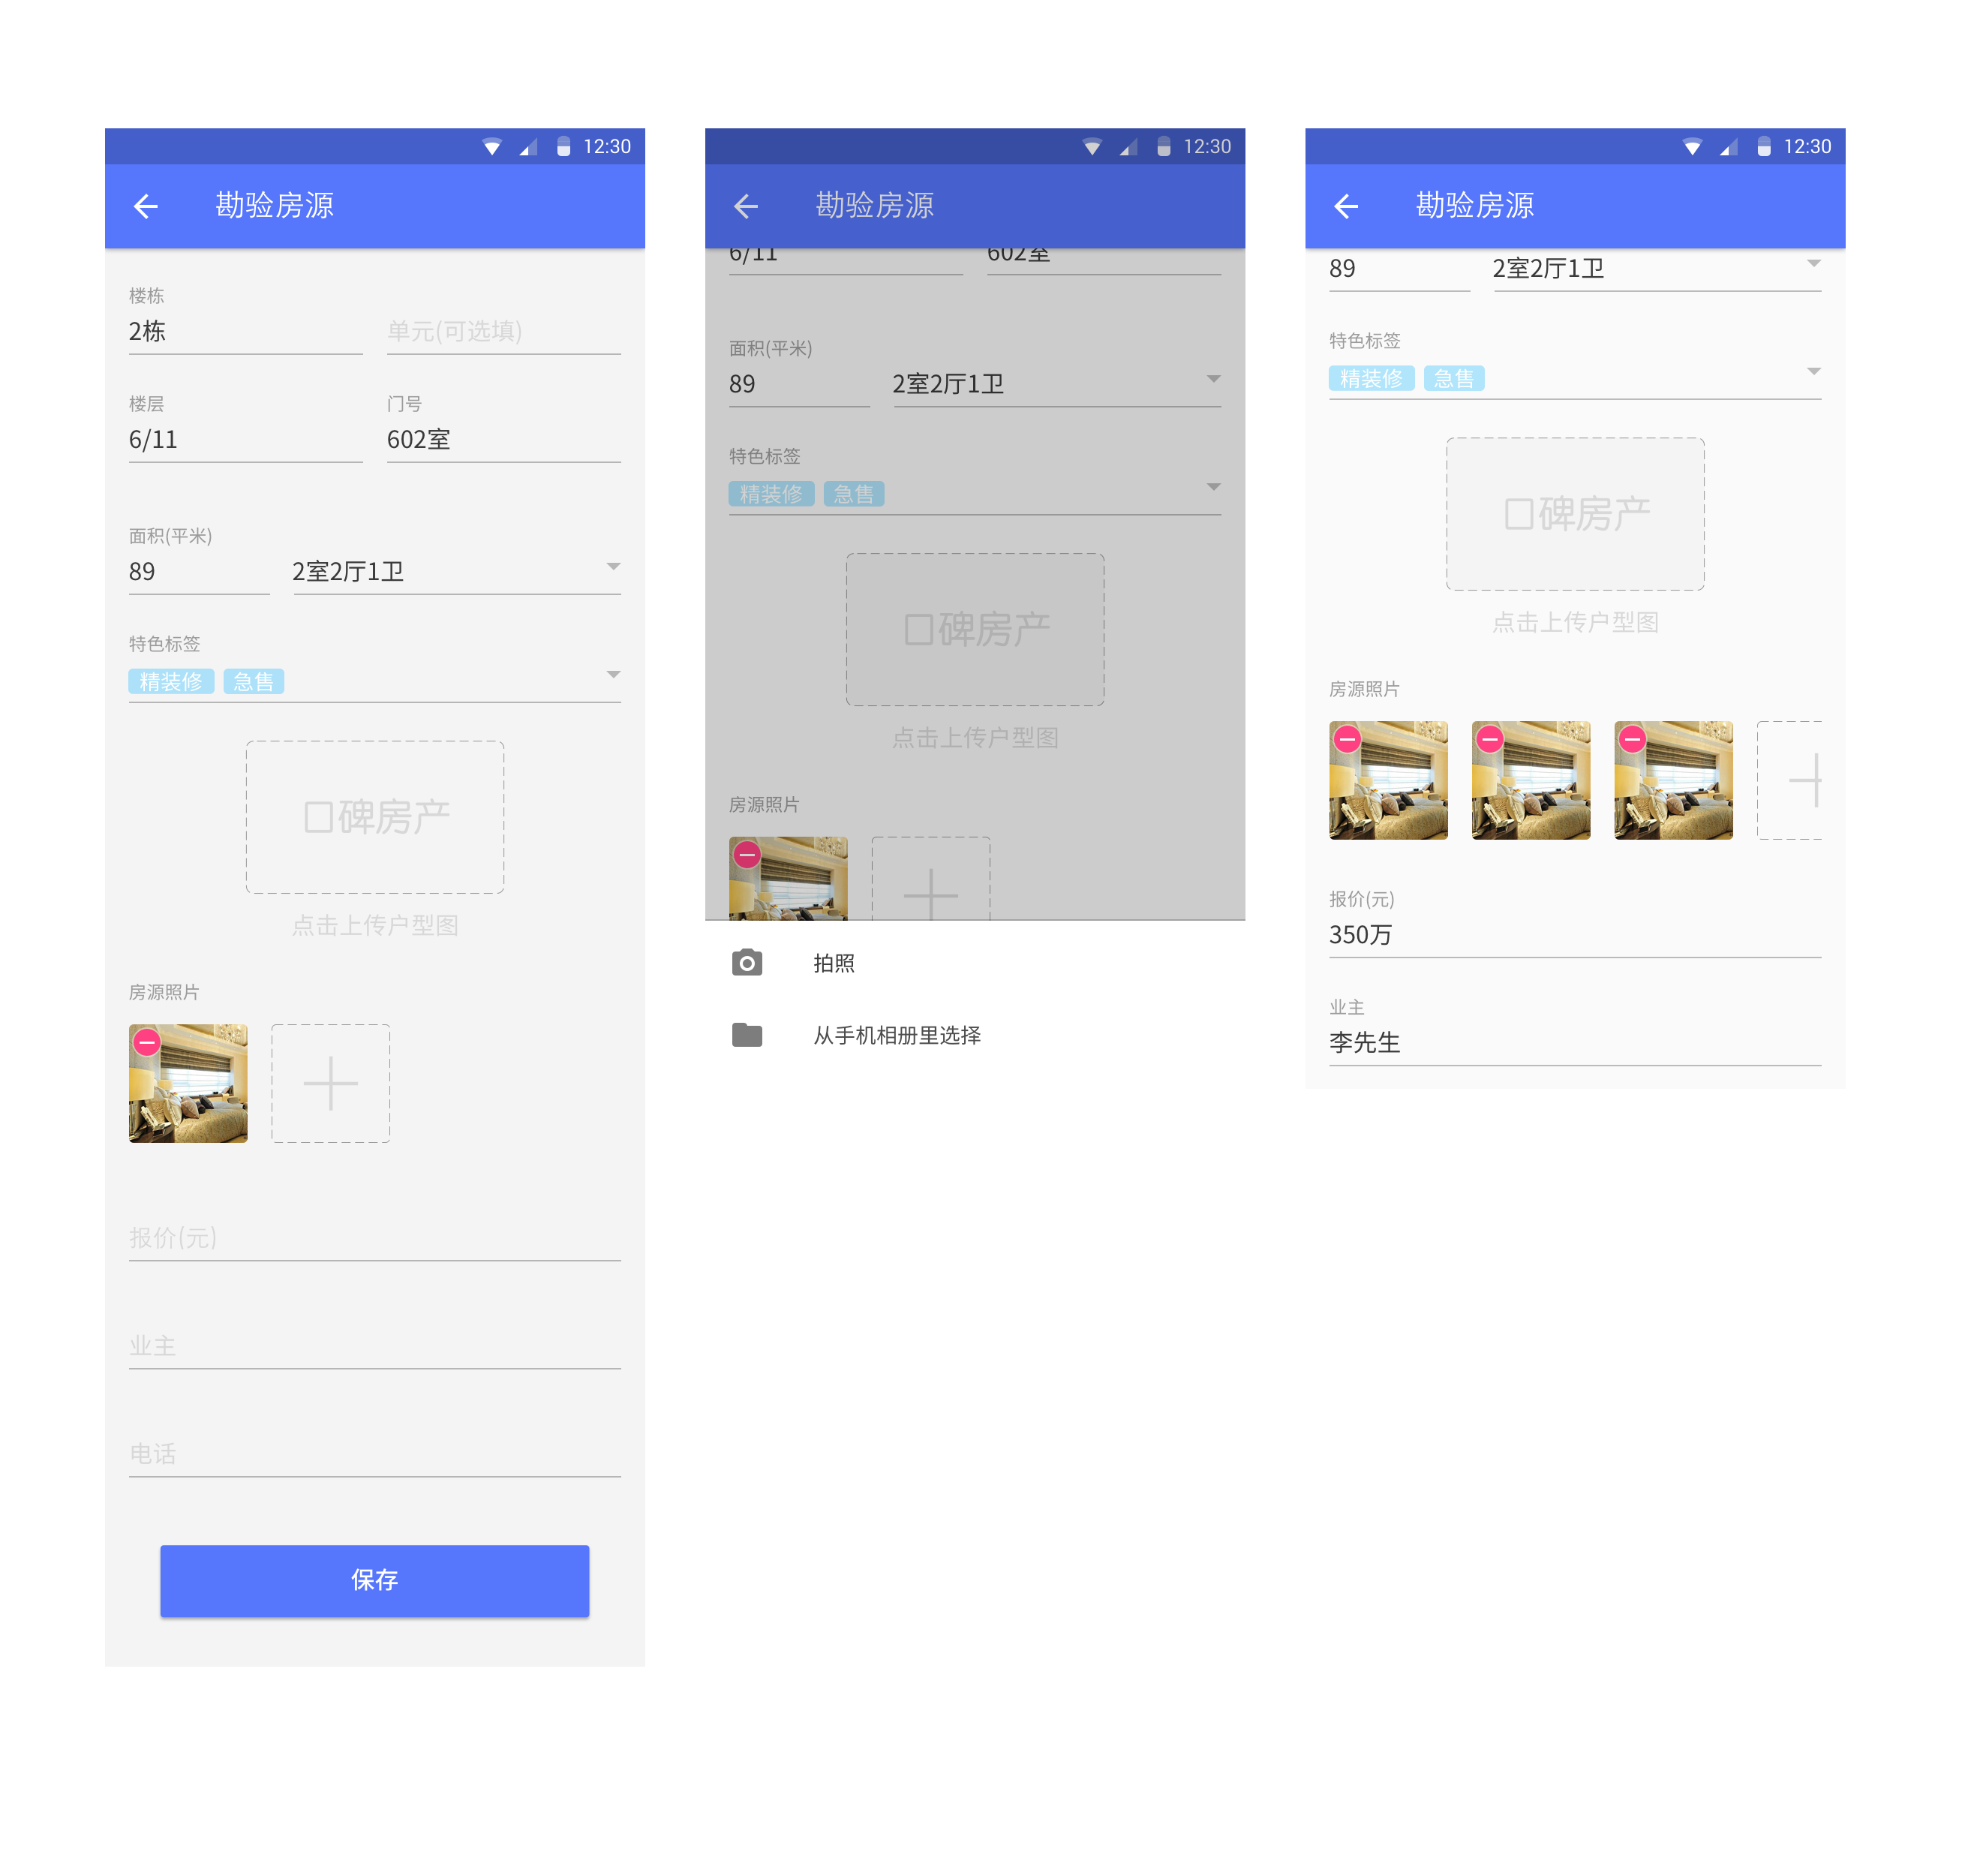 12:30
勘验房源
楼栋
2栋
单元(可选填)
楼层
门号
6/11
602室
面积(平米)
89
2室2厅1卫
特色标签
精装修
急售
口碑房产
点击上传户型图
房源照片
报价(元)
业主
电话
保存
12:30
勘验房源
6/11
602室
面积(平米)
89
2室2厅1卫
特色标签
精装修
急售
口碑房产
点击上传户型图
房源照片
拍照
从手机相册里选择
12:30
勘验房源
89
2室2厅1卫
特色标签
精装修
急售
口碑房产
点击上传户型图
房源照片
报价(元)
350万
业主
李先生